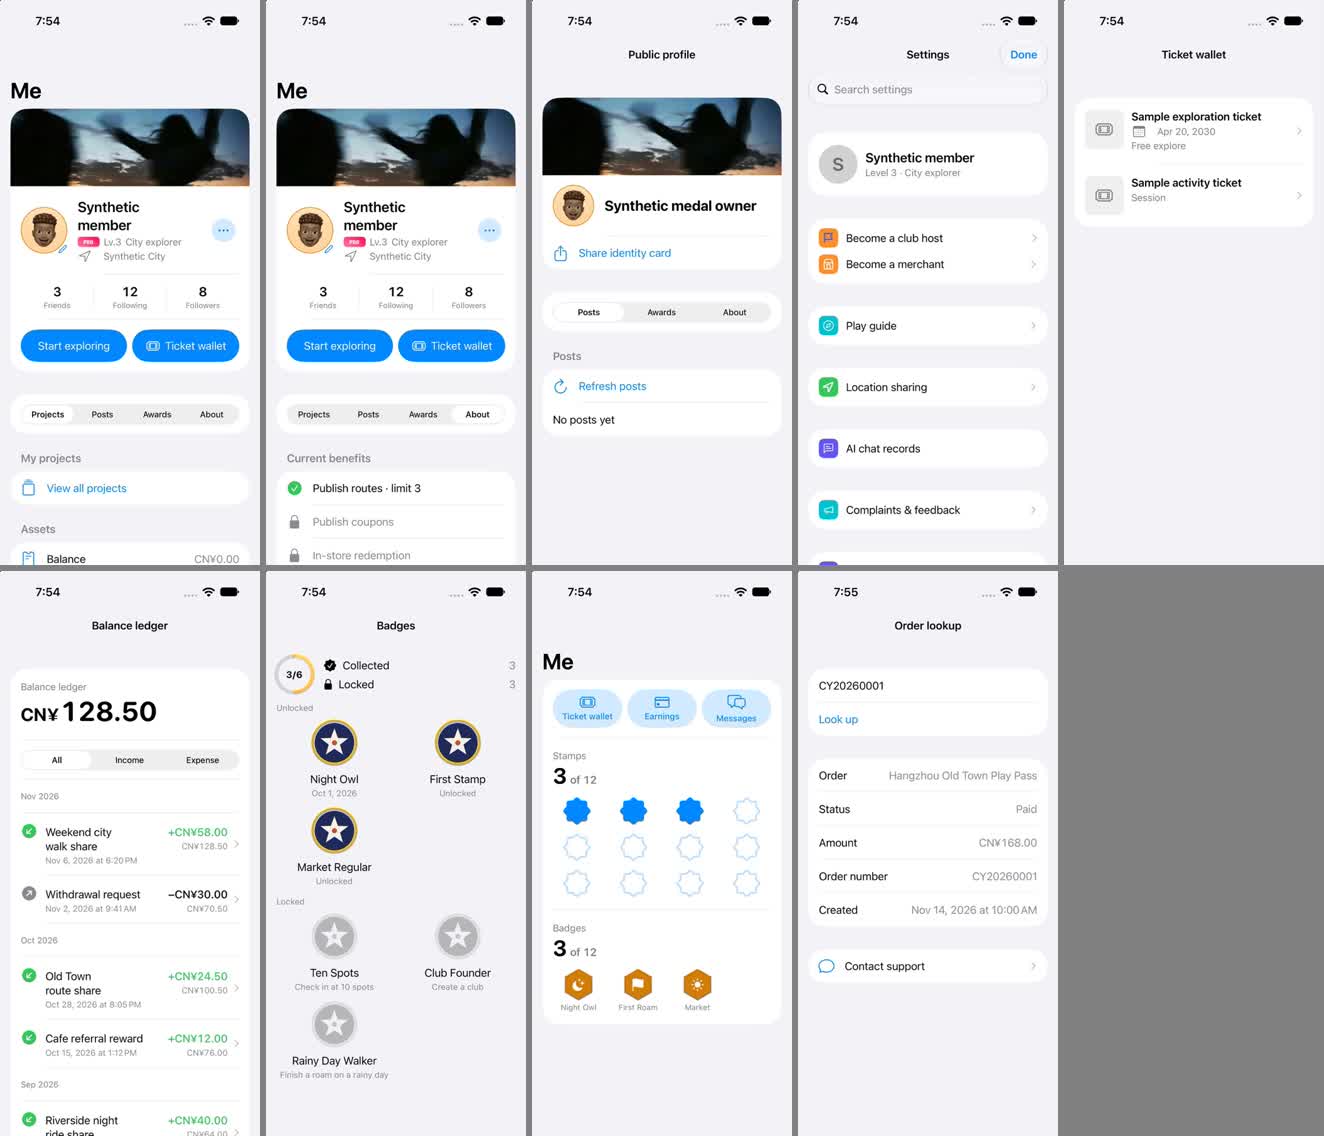 7:54
Me
Synthetic
member
PRO Lv.3 City explorer
Synthetic City
3
Friends
12
Following
8
Followers
Start exploring
Ticket wallet
Projects
Posts
Awards
About
My projects
View all projects
Assets
Balance
CN¥0.00
7:54
Me
Synthetic
member
PRO Lv.3 City explorer
Synthetic City
3
Friends
12
Following
8
Followers
Start exploring
Ticket wallet
Projects
Posts
Awards
About
Current benefits
Publish routes · limit 3
Publish coupons
In-store redemption
7:54
Public profile
Synthetic medal owner
Share identity card
Posts
Awards
About
Posts
Refresh posts
No posts yet
7:54
Settings
Done
Search settings
S
Synthetic member
Level 3 · City explorer
Become a club host
Become a merchant
Play guide
Location sharing
AI chat records
Complaints & feedback
7:54
Ticket wallet
Sample exploration ticket
Apr 20, 2030
Free explore
Sample activity ticket
Session
7:54
Balance ledger
Balance ledger
CN¥ 128.50
All
Income
Expense
Nov 2026
Weekend city
walk share
Nov 6, 2026 at 6:20 PM
+CN¥58.00
CN¥128.50
Withdrawal request
Nov 2, 2026 at 9:41 AM
−CN¥30.00
CN¥70.50
Oct 2026
Old Town
route share
Oct 28, 2026 at 8:05 PM
+CN¥24.50
CN¥100.50
Cafe referral reward
Oct 15, 2026 at 1:12 PM
+CN¥12.00
CN¥76.00
Sep 2026
Riverside night
ride share
+CN¥40.00
CN¥64.00
7:54
Badges
3/6
Collected
3
Locked
3
Unlocked
Night Owl
Oct 1, 2026
First Stamp
Unlocked
Market Regular
Unlocked
Locked
Ten Spots
Check in at 10 spots
Club Founder
Create a club
Rainy Day Walker
Finish a roam on a rainy day
7:54
Me
Ticket wallet
Earnings
Messages
Stamps
3 of 12
Badges
3 of 12
Night Owl
First Roam
Market
7:55
Order lookup
CY20260001
Look up
Order
Hangzhou Old Town Play Pass
Status
Paid
Amount
CN¥168.00
Order number
CY20260001
Created
Nov 14, 2026 at 10:00 AM
Contact support